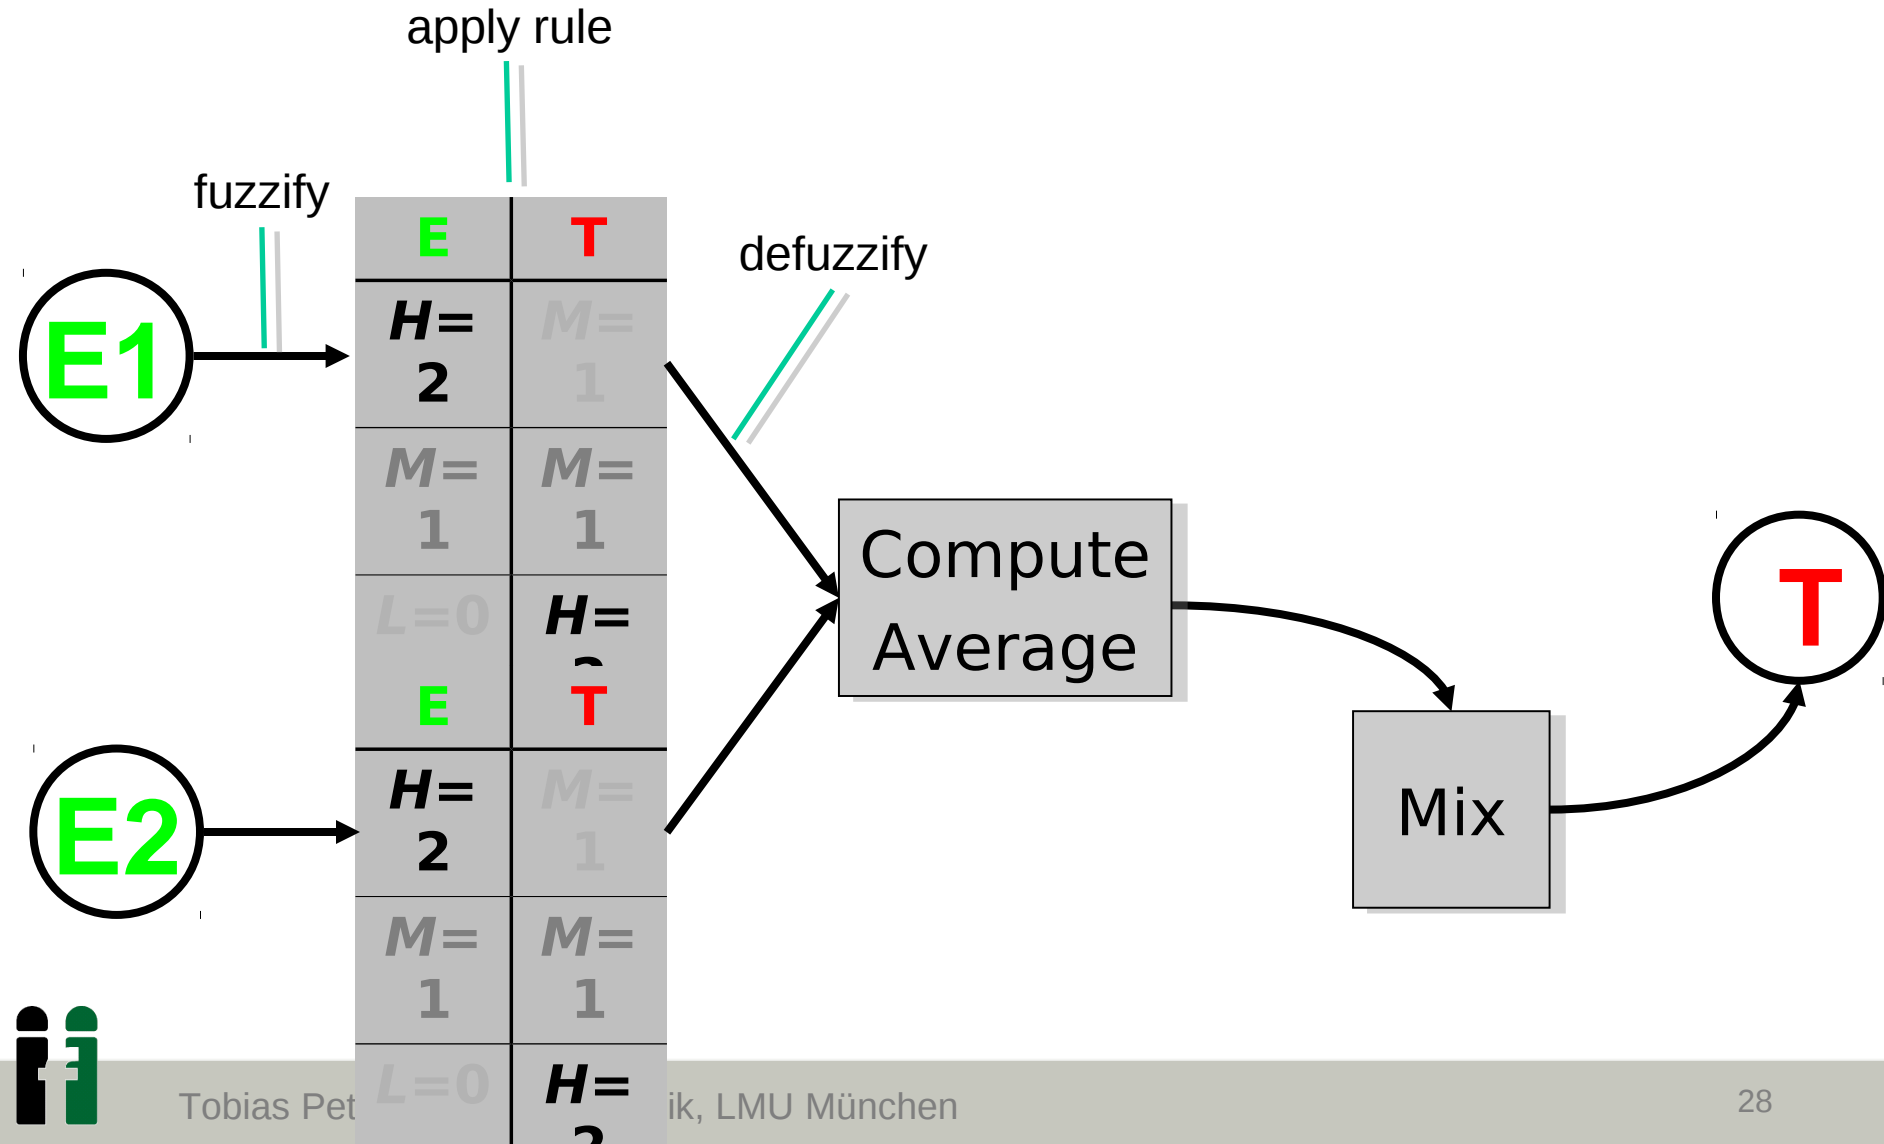 apply rule
fuzzify
defuzzify
E T
H= M=
2 1
M= M=
1 1
L=0 H=
E1
E T
H= M=
2 1
M= M=
1 1
L=0 H=
E2
Compute
Average
Mix
T
Tobias Pet
ik, LMU München
28